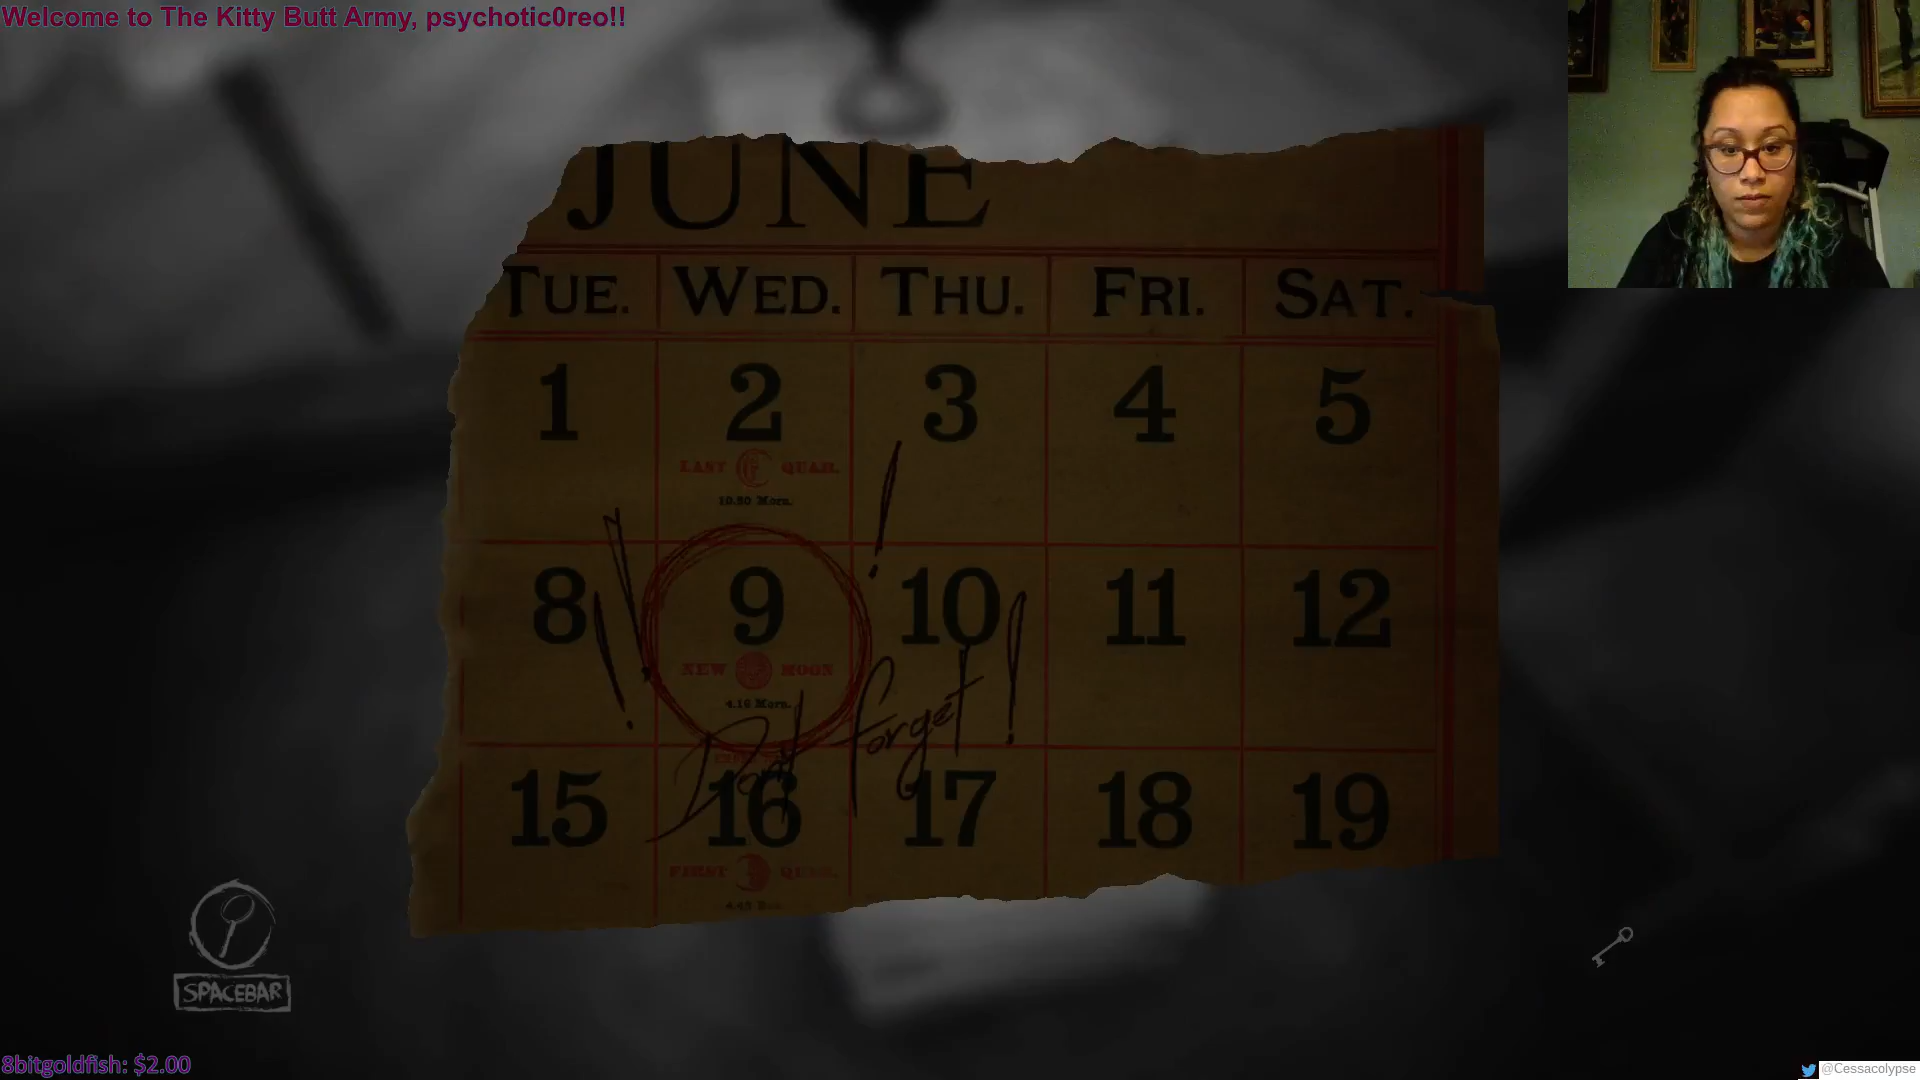 Welcome to The Kitty Butt Army, psychotic0reo!!
JUNE
TUE. WED. THU. FRI. SAT.
1 2 3 4 5
LAST QUAR.
10.20 Morn.
8 9 10 11 12
NEW MOON
4.16 Morn.
Dont forget!
15 16 17 18 19
FIRST QUAR.
SPACEBAR
8bitgoldfish: $2.00
@Cessacolypse